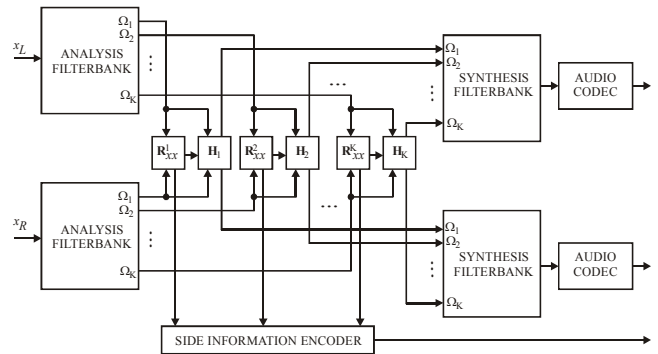 x_L
ANALYSIS
FILTERBANK
Ω_1
Ω_2
⋮
Ω_K
...
Ω_1
Ω_2
⋮
Ω_K
SYNTHESIS
FILTERBANK
AUDIO
CODEC
R^1_xx
H_1
R^2_xx
H_2
R^K_xx
H_K
x_R
ANALYSIS
FILTERBANK
Ω_1
Ω_2
⋮
Ω_K
...
Ω_1
Ω_2
⋮
Ω_K
SYNTHESIS
FILTERBANK
AUDIO
CODEC
SIDE INFORMATION ENCODER